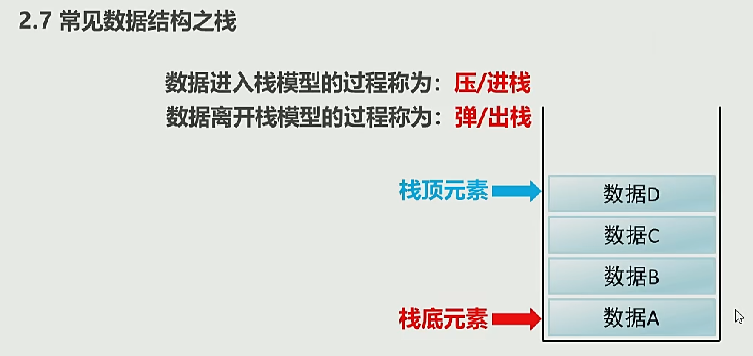 2.7 常见数据结构之栈
数据进入栈模型的过程称为：压/进栈
数据离开栈模型的过程称为：弹/出栈
栈顶元素
数据D
数据C
数据B
栈底元素
数据A